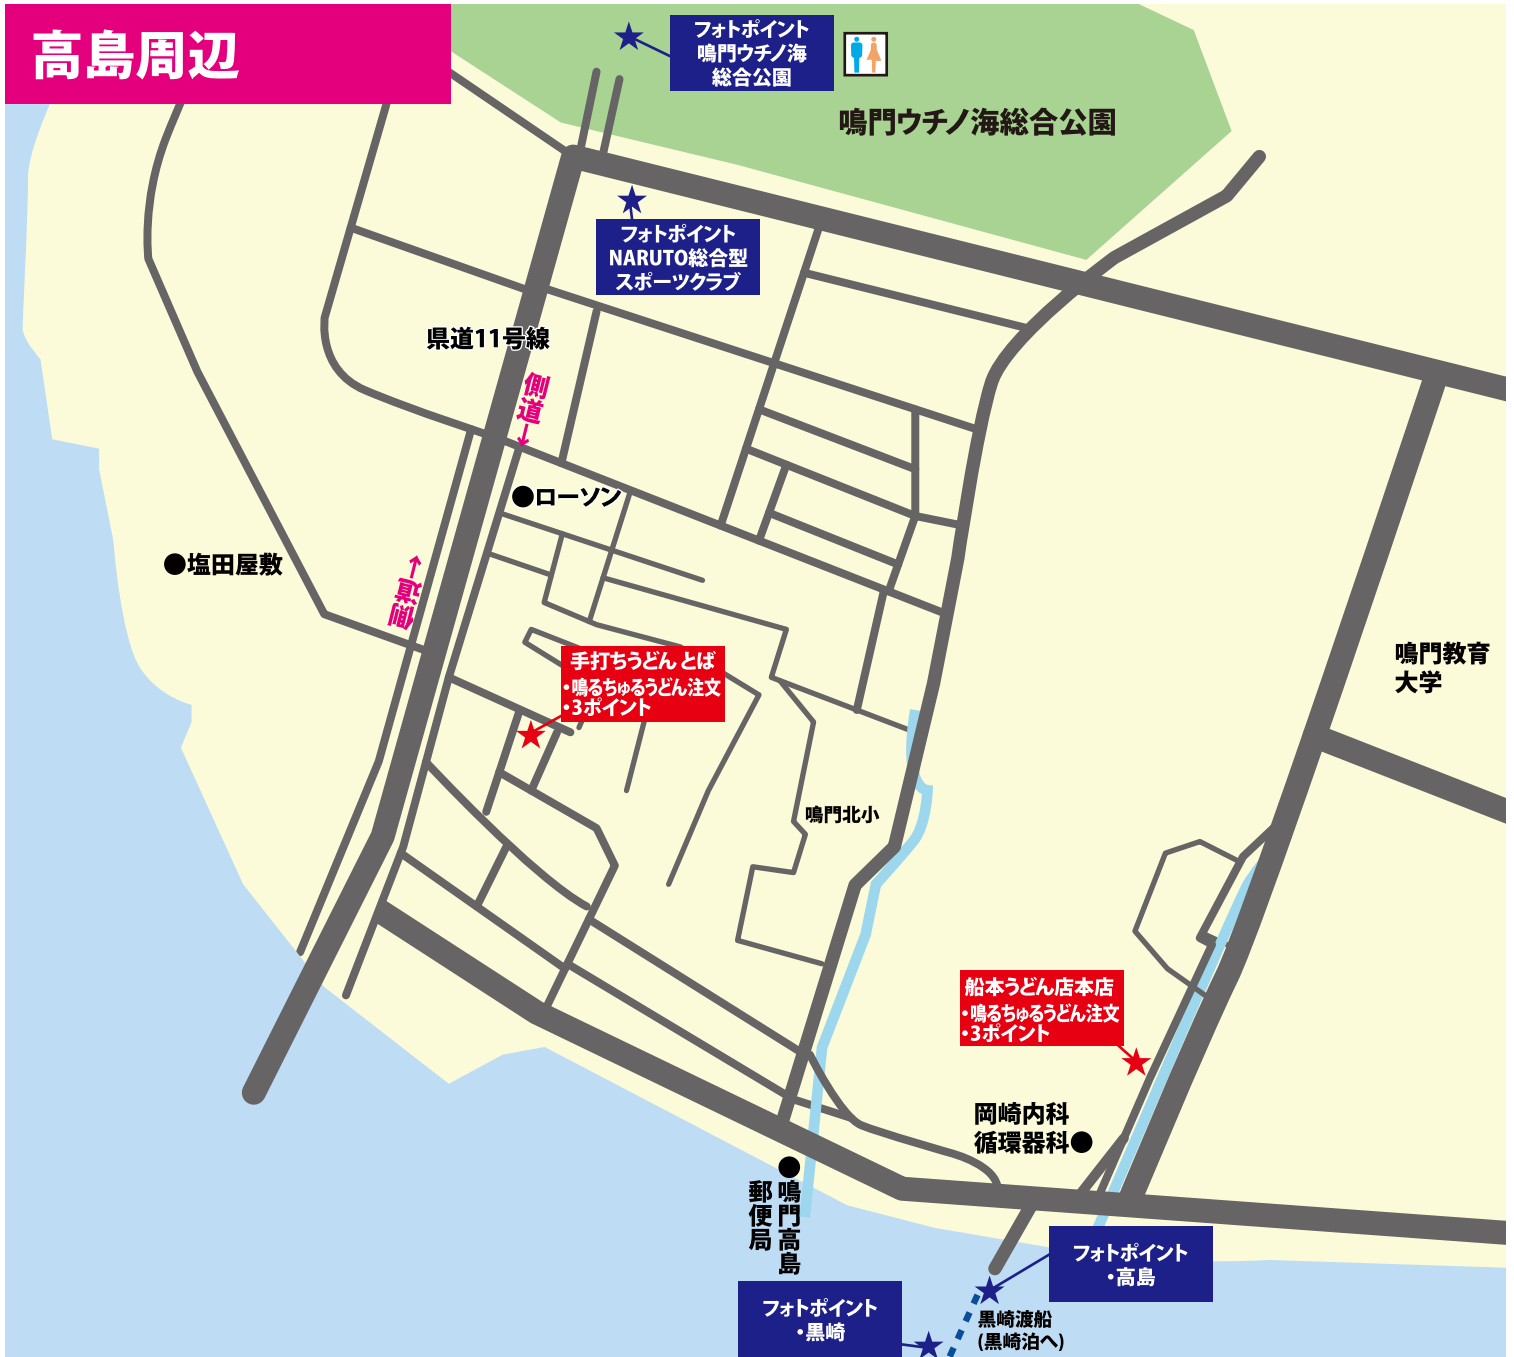 高島周辺
フォトポイント
鳴門ウチノ海
総合公園
鳴門ウチノ海総合公園
フォトポイント
NARUTO総合型
スポーツクラブ
県道11号線
側道→
●ローソン
●塩田屋敷
側道→
手打ちうどん とば
・鳴るちゅるうどん注文
・3ポイント
鳴門教育
大学
鳴門北小
船本うどん店本店
・鳴るちゅるうどん注文
・3ポイント
岡崎内科
循環器科●
●鳴門高島
郵便局
フォトポイント
・高島
フォトポイント
・黒崎
黒崎渡船
(黒崎泊へ)